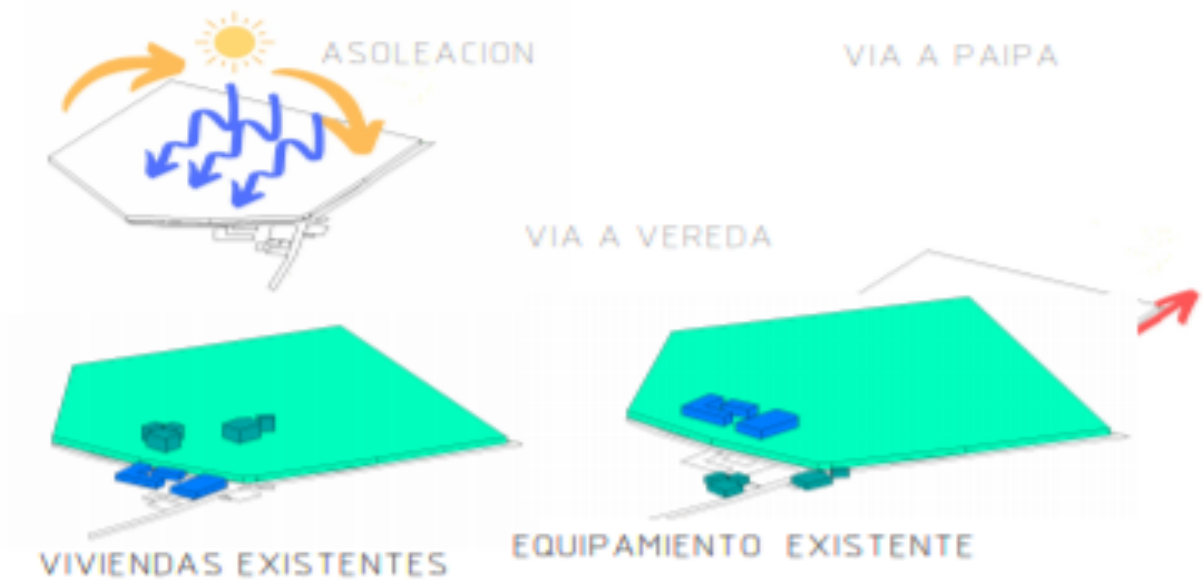 ASOLEACION
VIA A PAIPA
VIA A VEREDA
VIVIENDAS EXISTENTES
EQUIPAMIENTO EXISTENTE